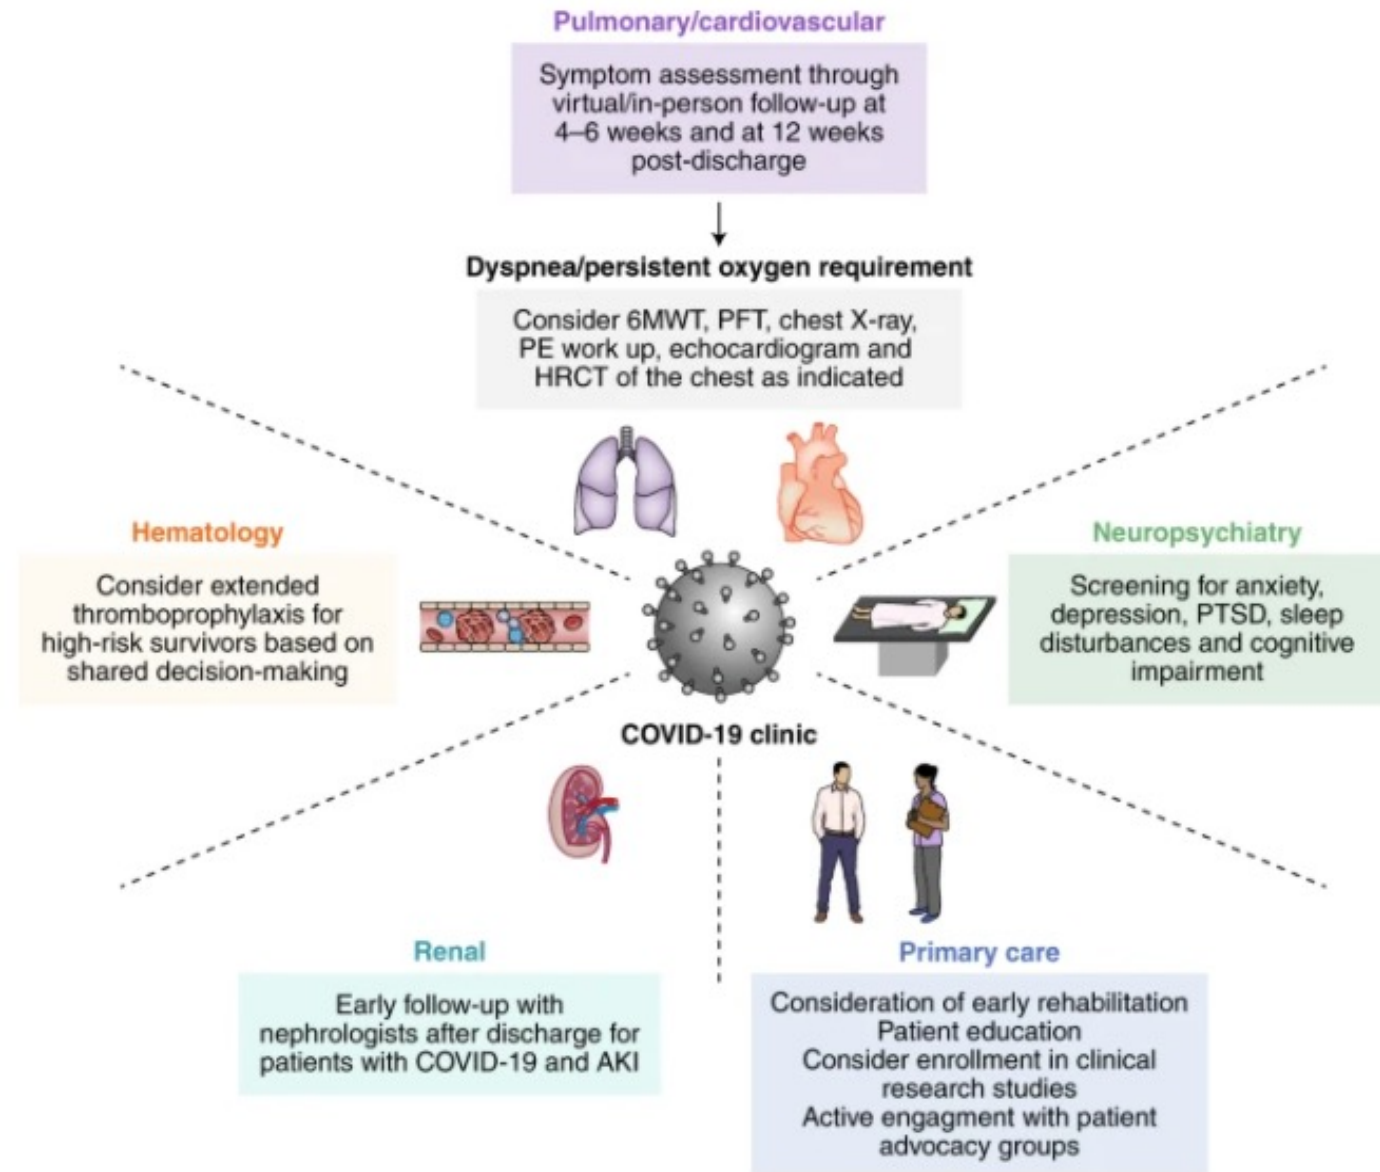 Pulmonary/cardiovascular
Symptom assessment through
virtual/in-person follow-up at
4–6 weeks and at 12 weeks
post-discharge
Dyspnea/persistent oxygen requirement
Consider 6MWT, PFT, chest X-ray,
PE work up, echocardiogram and
HRCT of the chest as indicated
Hematology
Consider extended
thromboprophylaxis for
high-risk survivors based on
shared decision-making
Neuropsychiatry
Screening for anxiety,
depression, PTSD, sleep
disturbances and cognitive
impairment
COVID-19 clinic
Renal
Early follow-up with
nephrologists after discharge for
patients with COVID-19 and AKI
Primary care
Consideration of early rehabilitation
Patient education
Consider enrollment in clinical
research studies
Active engagment with patient
advocacy groups